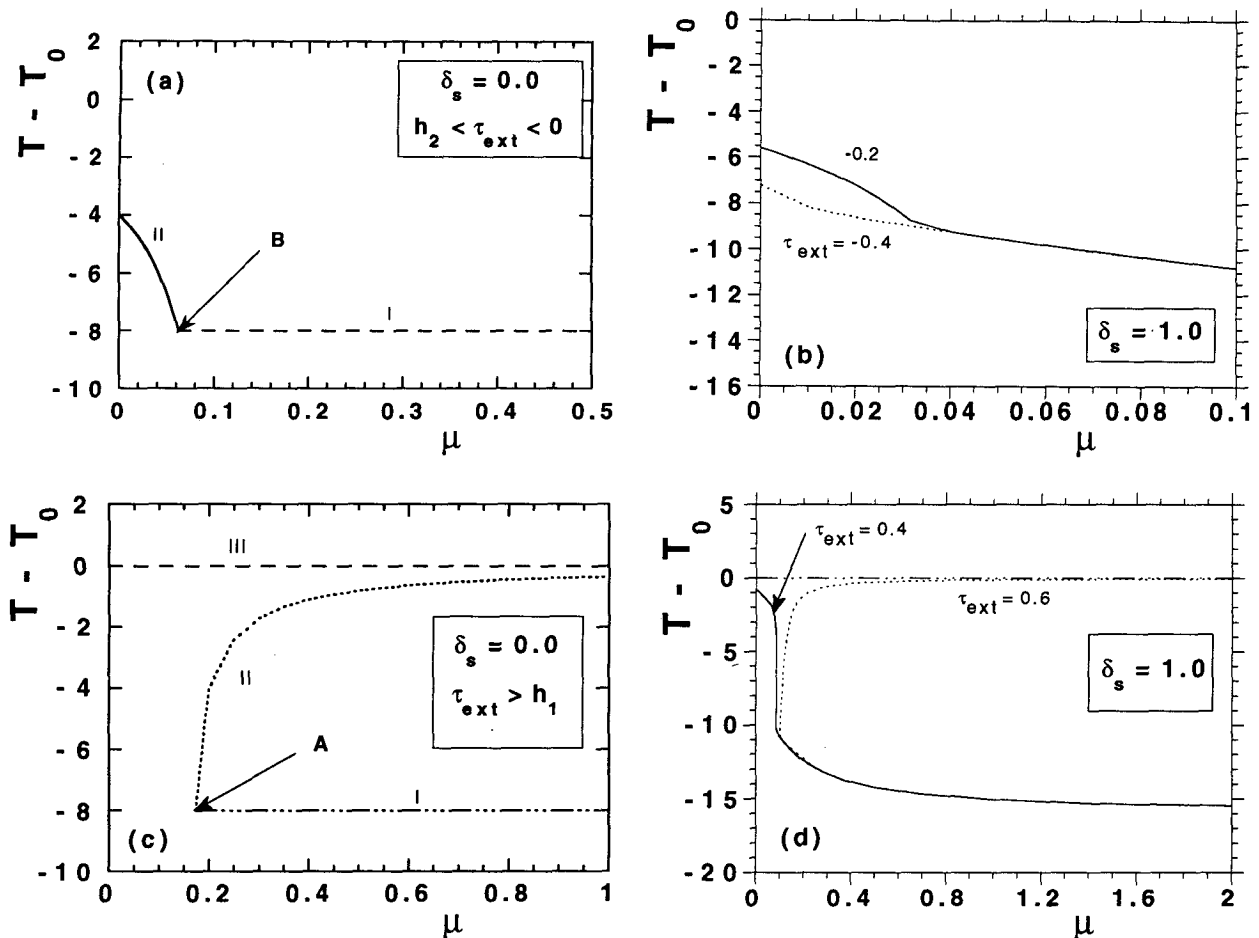 (a)
δs = 0.0
h2 < τext < 0
T - T0
2
0
- 2
- 4
- 6
- 8
- 10
II
B
I
0 0.1 0.2 0.3 0.4 0.5
μ
T - T0
0
- 2
- 4
- 6
- 8
- 10
- 12
- 14
- 16
-0.2
τext = -0.4
δs = 1.0
(b)
0 0.02 0.04 0.06 0.08 0.1
μ
T - T0
2
0
- 2
- 4
- 6
- 8
- 10
III
II
δs = 0.0
τext > h1
A
I
(c)
0 0.2 0.4 0.6 0.8 1
μ
T - T0
5
0
- 5
- 10
- 15
- 20
τext = 0.4
τext = 0.6
δs = 1.0
(d)
0 0.4 0.8 1.2 1.6 2
μ